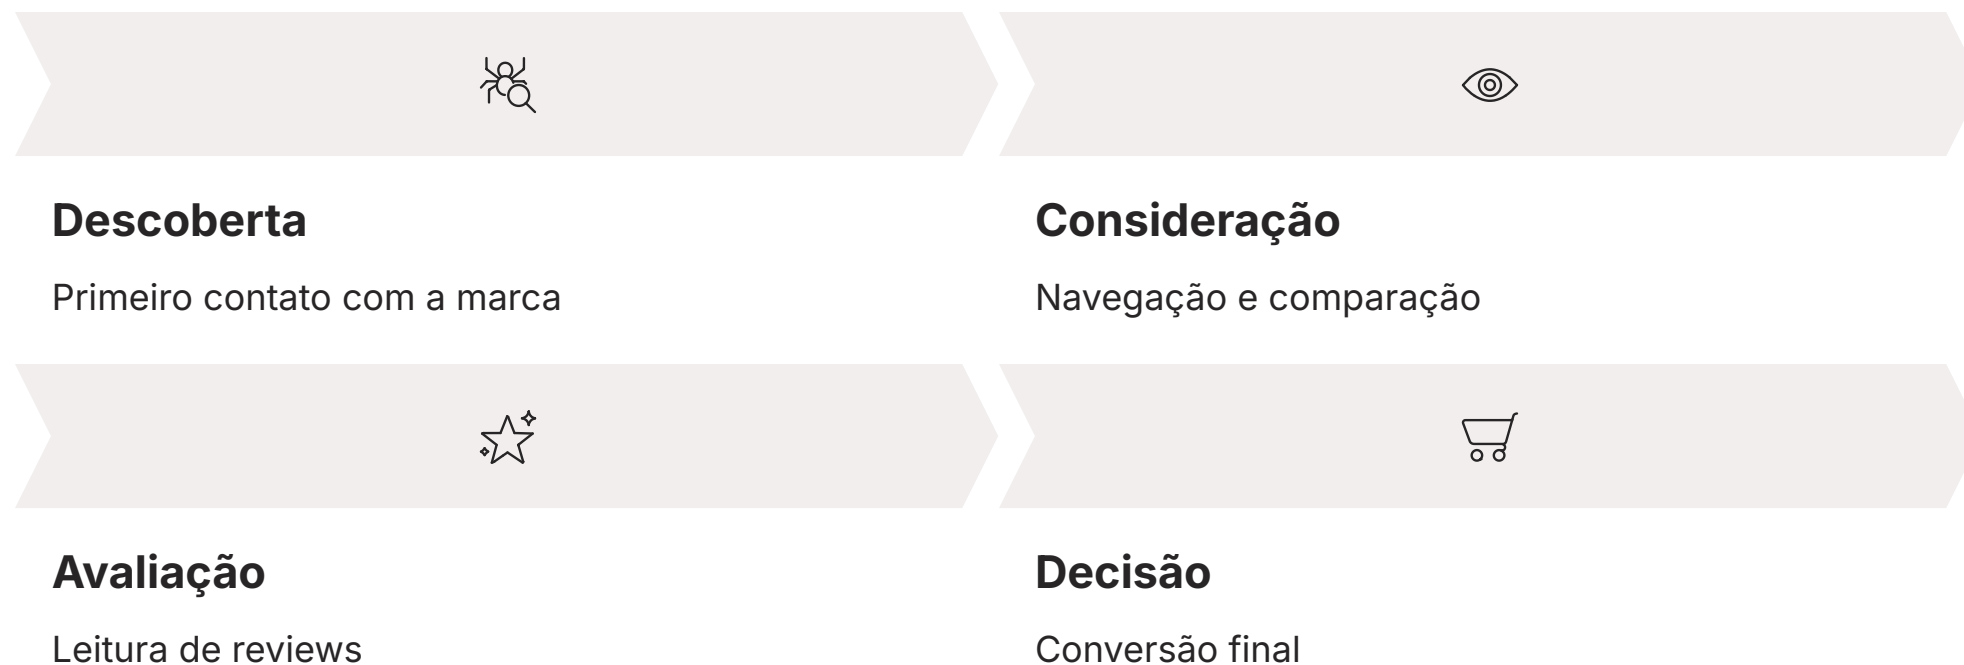 Descoberta
Primeiro contato com a marca
Consideração
Navegação e comparação
Avaliação
Leitura de reviews
Decisão
Conversão final